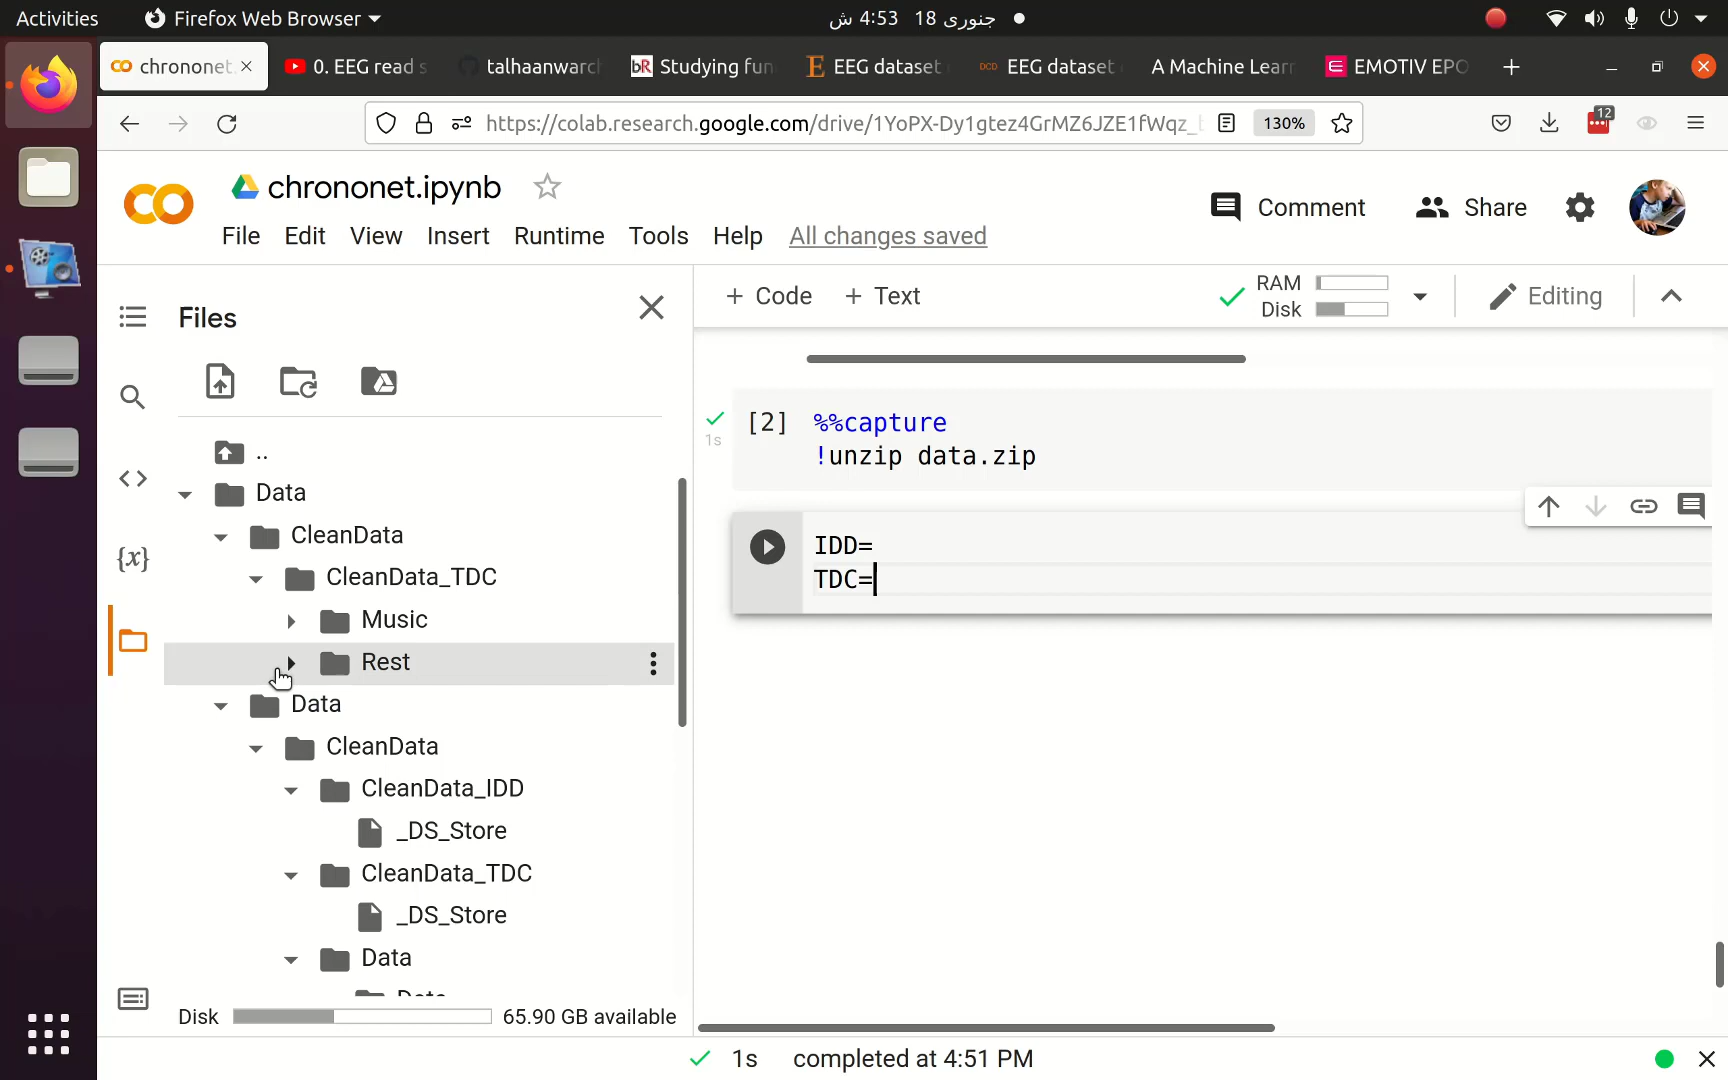 Activities
Firefox Web Browser
جنوری 18 4:53 ش
chrononet.
0. EEG read s
talhaanwarch
bR Studying fun
E EEG dataset
DCD EEG dataset
A Machine Lear
E EMOTIV EPO
https://colab.research.google.com/drive/1YoPX-Dy1gtez4GrMZ6JZE1fWqz_
130%
12
chrononet.ipynb
File Edit View Insert Runtime Tools Help All changes saved
Comment
Share
Files
+ Code
+ Text
RAM
Disk
Editing
..
Data
CleanData
CleanData_TDC
Music
Rest
Data
CleanData
CleanData_IDD
_DS_Store
CleanData_TDC
_DS_Store
Data
Disk
65.90 GB available
{x}
1s
[2] %%capture
!unzip data.zip
IDD=
TDC=
1s completed at 4:51 PM